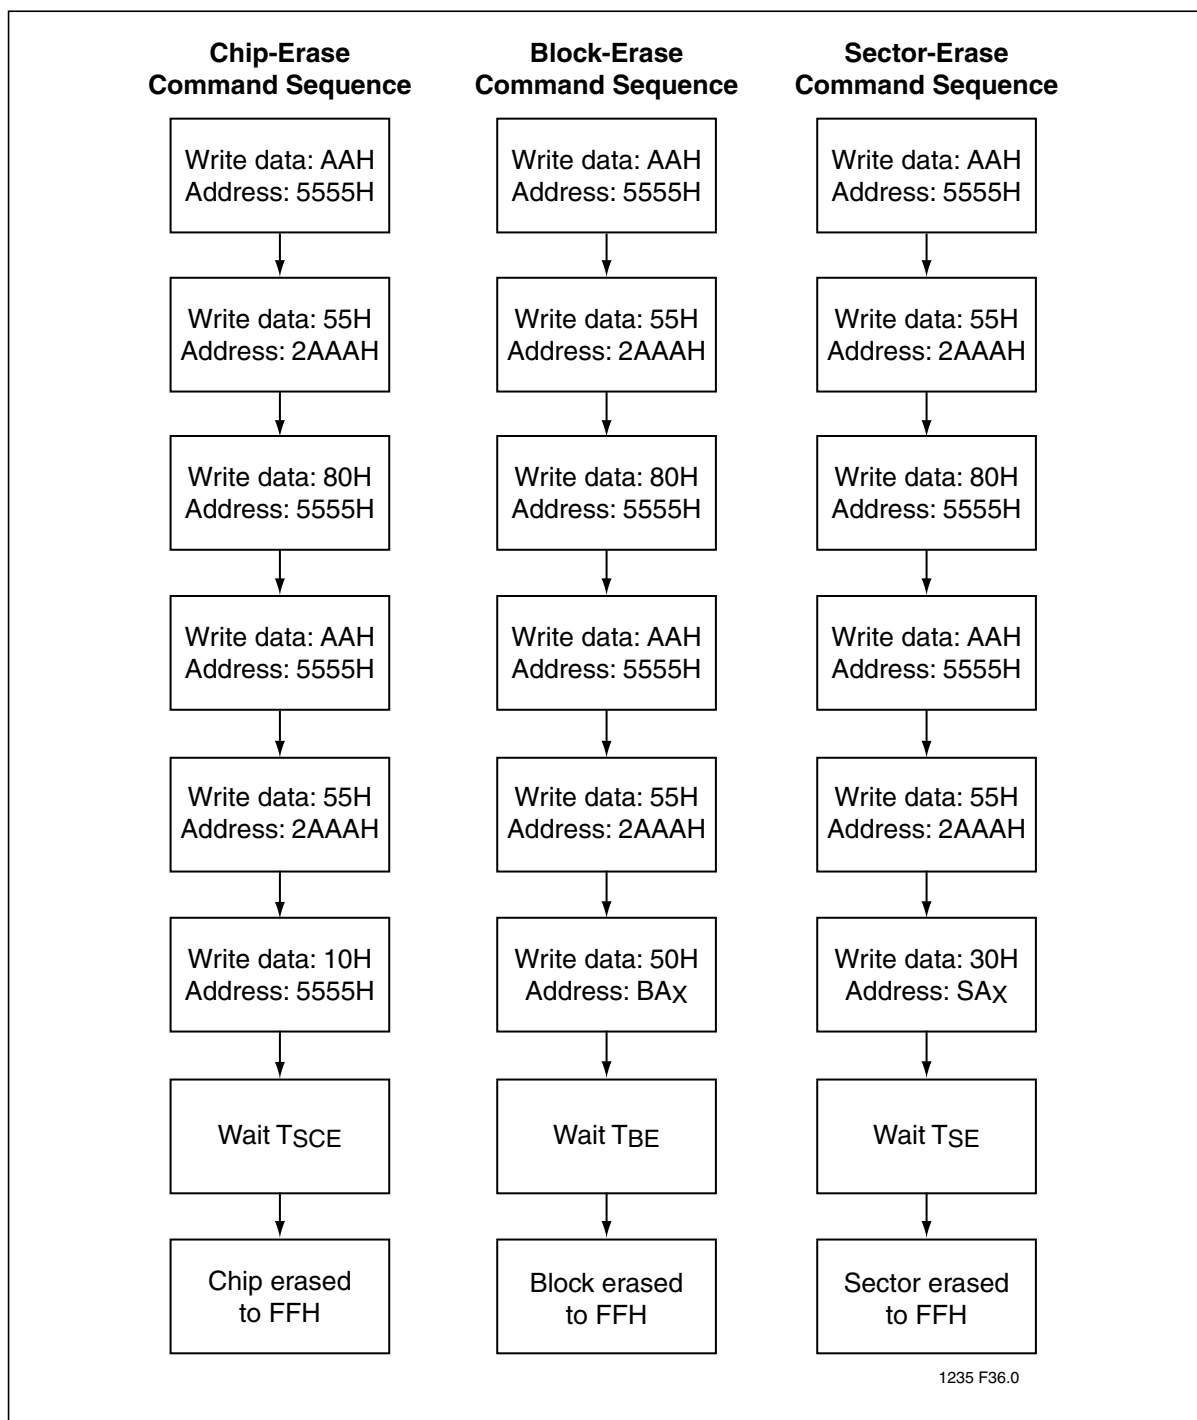 Chip-Erase
Command Sequence
Write data: AAH
Address: 5555H
Write data: 55H
Address: 2AAAH
Write data: 80H
Address: 5555H
Write data: AAH
Address: 5555H
Write data: 55H
Address: 2AAAH
Write data: 10H
Address: 5555H
Wait TSCE
Chip erased
to FFH
Block-Erase
Command Sequence
Write data: AAH
Address: 5555H
Write data: 55H
Address: 2AAAH
Write data: 80H
Address: 5555H
Write data: AAH
Address: 5555H
Write data: 55H
Address: 2AAAH
Write data: 50H
Address: BAX
Wait TBE
Block erased
to FFH
Sector-Erase
Command Sequence
Write data: AAH
Address: 5555H
Write data: 55H
Address: 2AAAH
Write data: 80H
Address: 5555H
Write data: AAH
Address: 5555H
Write data: 55H
Address: 2AAAH
Write data: 30H
Address: SAX
Wait TSE
Sector erased
to FFH
1235 F36.0